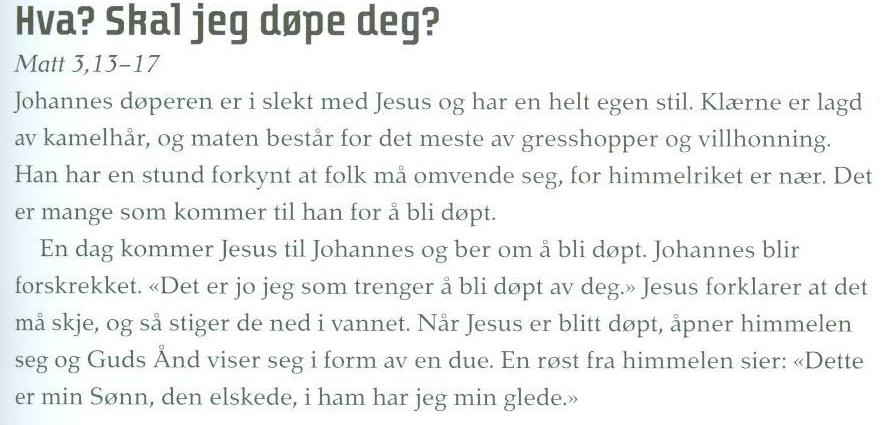 Hva? Skal jeg døpe deg?
Matt 3,13–17
Johannes døperen er i slekt med Jesus og har en helt egen stil. Klærne er lagd
av kamelhår, og maten består for det meste av gresshopper og villhonning.
Han har en stund forkynt at folk må omvende seg, for himmelriket er nær. Det
er mange som kommer til han for å bli døpt.
En dag kommer Jesus til Johannes og ber om å bli døpt. Johannes blir
forskrekket. «Det er jo jeg som trenger å bli døpt av deg.» Jesus forklarer at det
må skje, og så stiger de ned i vannet. Når Jesus er blitt døpt, åpner himmelen
seg og Guds Ånd viser seg i form av en due. En røst fra himmelen sier: «Dette
er min Sønn, den elskede, i ham har jeg min glede.»